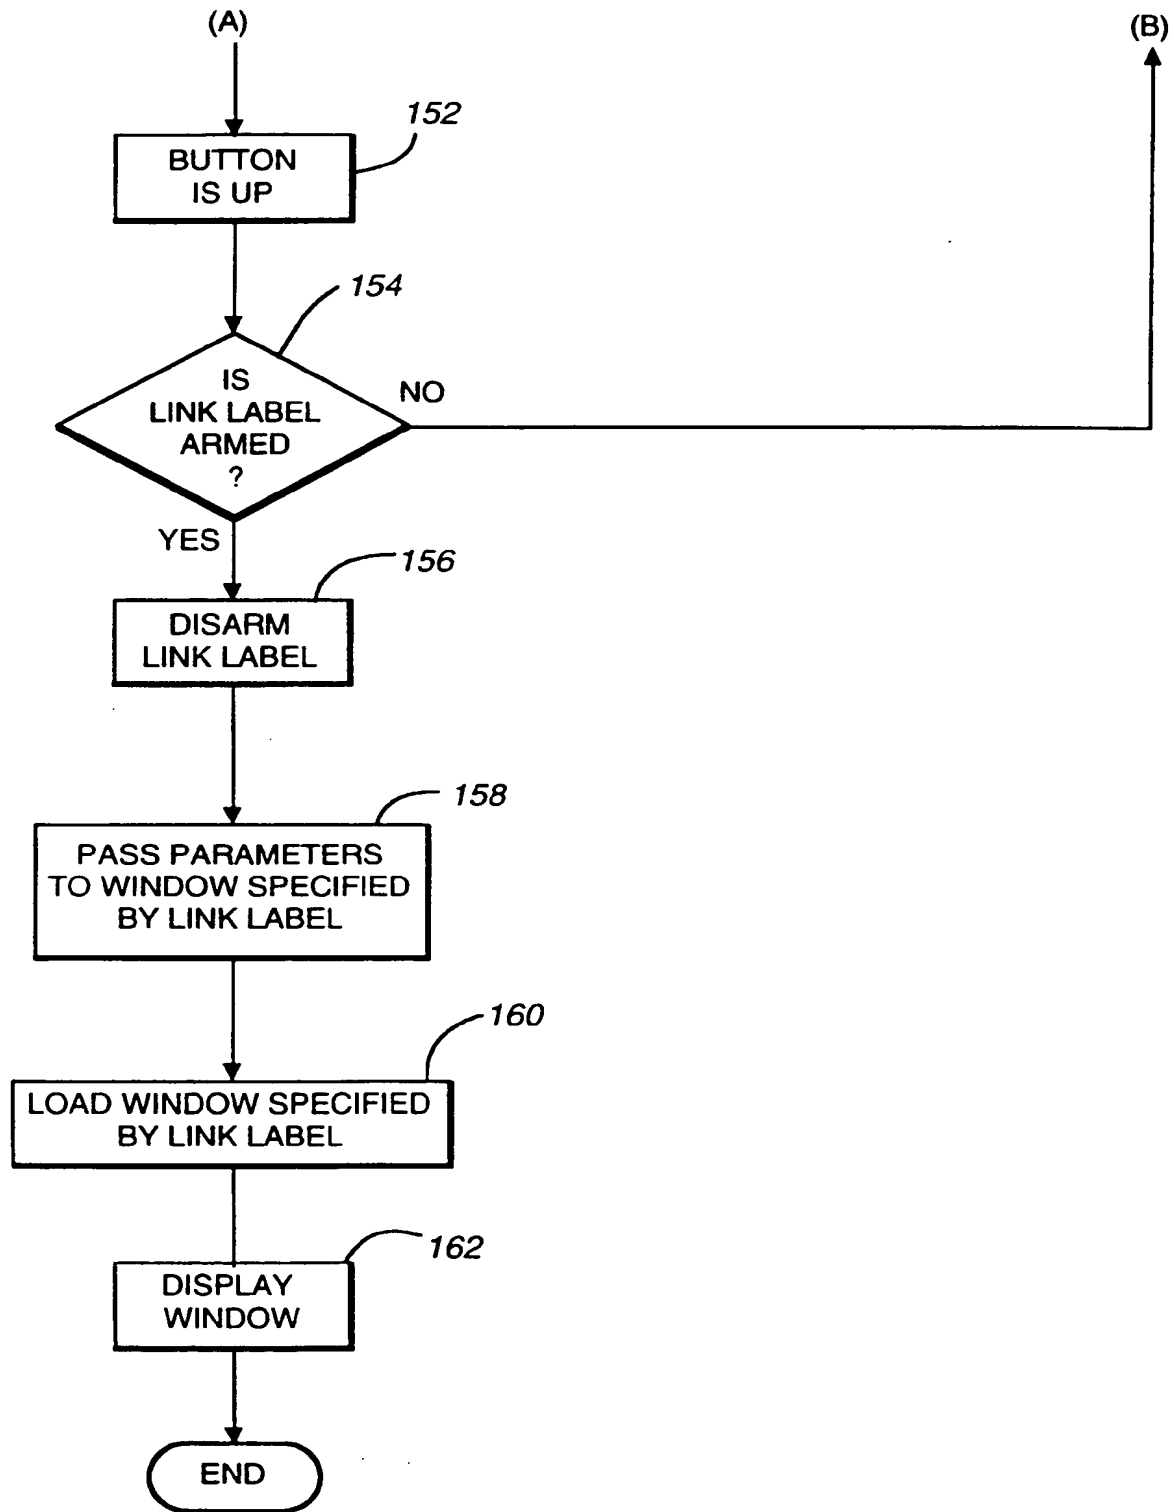 (A)
(B)
152
BUTTON
IS UP
154
IS
LINK LABEL
ARMED
?
NO
YES
156
DISARM
LINK LABEL
158
PASS PARAMETERS
TO WINDOW SPECIFIED
BY LINK LABEL
160
LOAD WINDOW SPECIFIED
BY LINK LABEL
162
DISPLAY
WINDOW
END